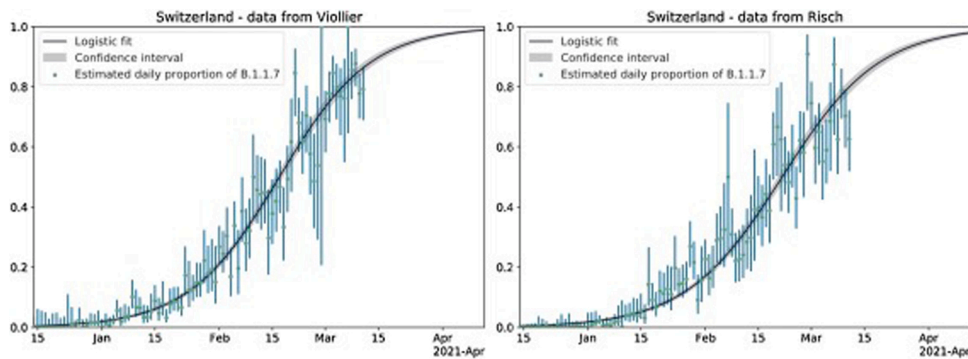 Switzerland - data from Viollier
1.0
0.8
0.6
0.4
0.2
0.0
Logistic fit
Confidence interval
Estimated daily proportion of B.1.1.7
15 Jan 15 Feb 15 Mar 15 Apr
2021-Apr
Switzerland - data from Risch
1.0
0.8
0.6
0.4
0.2
0.0
Logistic fit
Confidence interval
Estimated daily proportion of B.1.1.7
15 Jan 15 Feb 15 Mar 15 Apr
2021-Apr